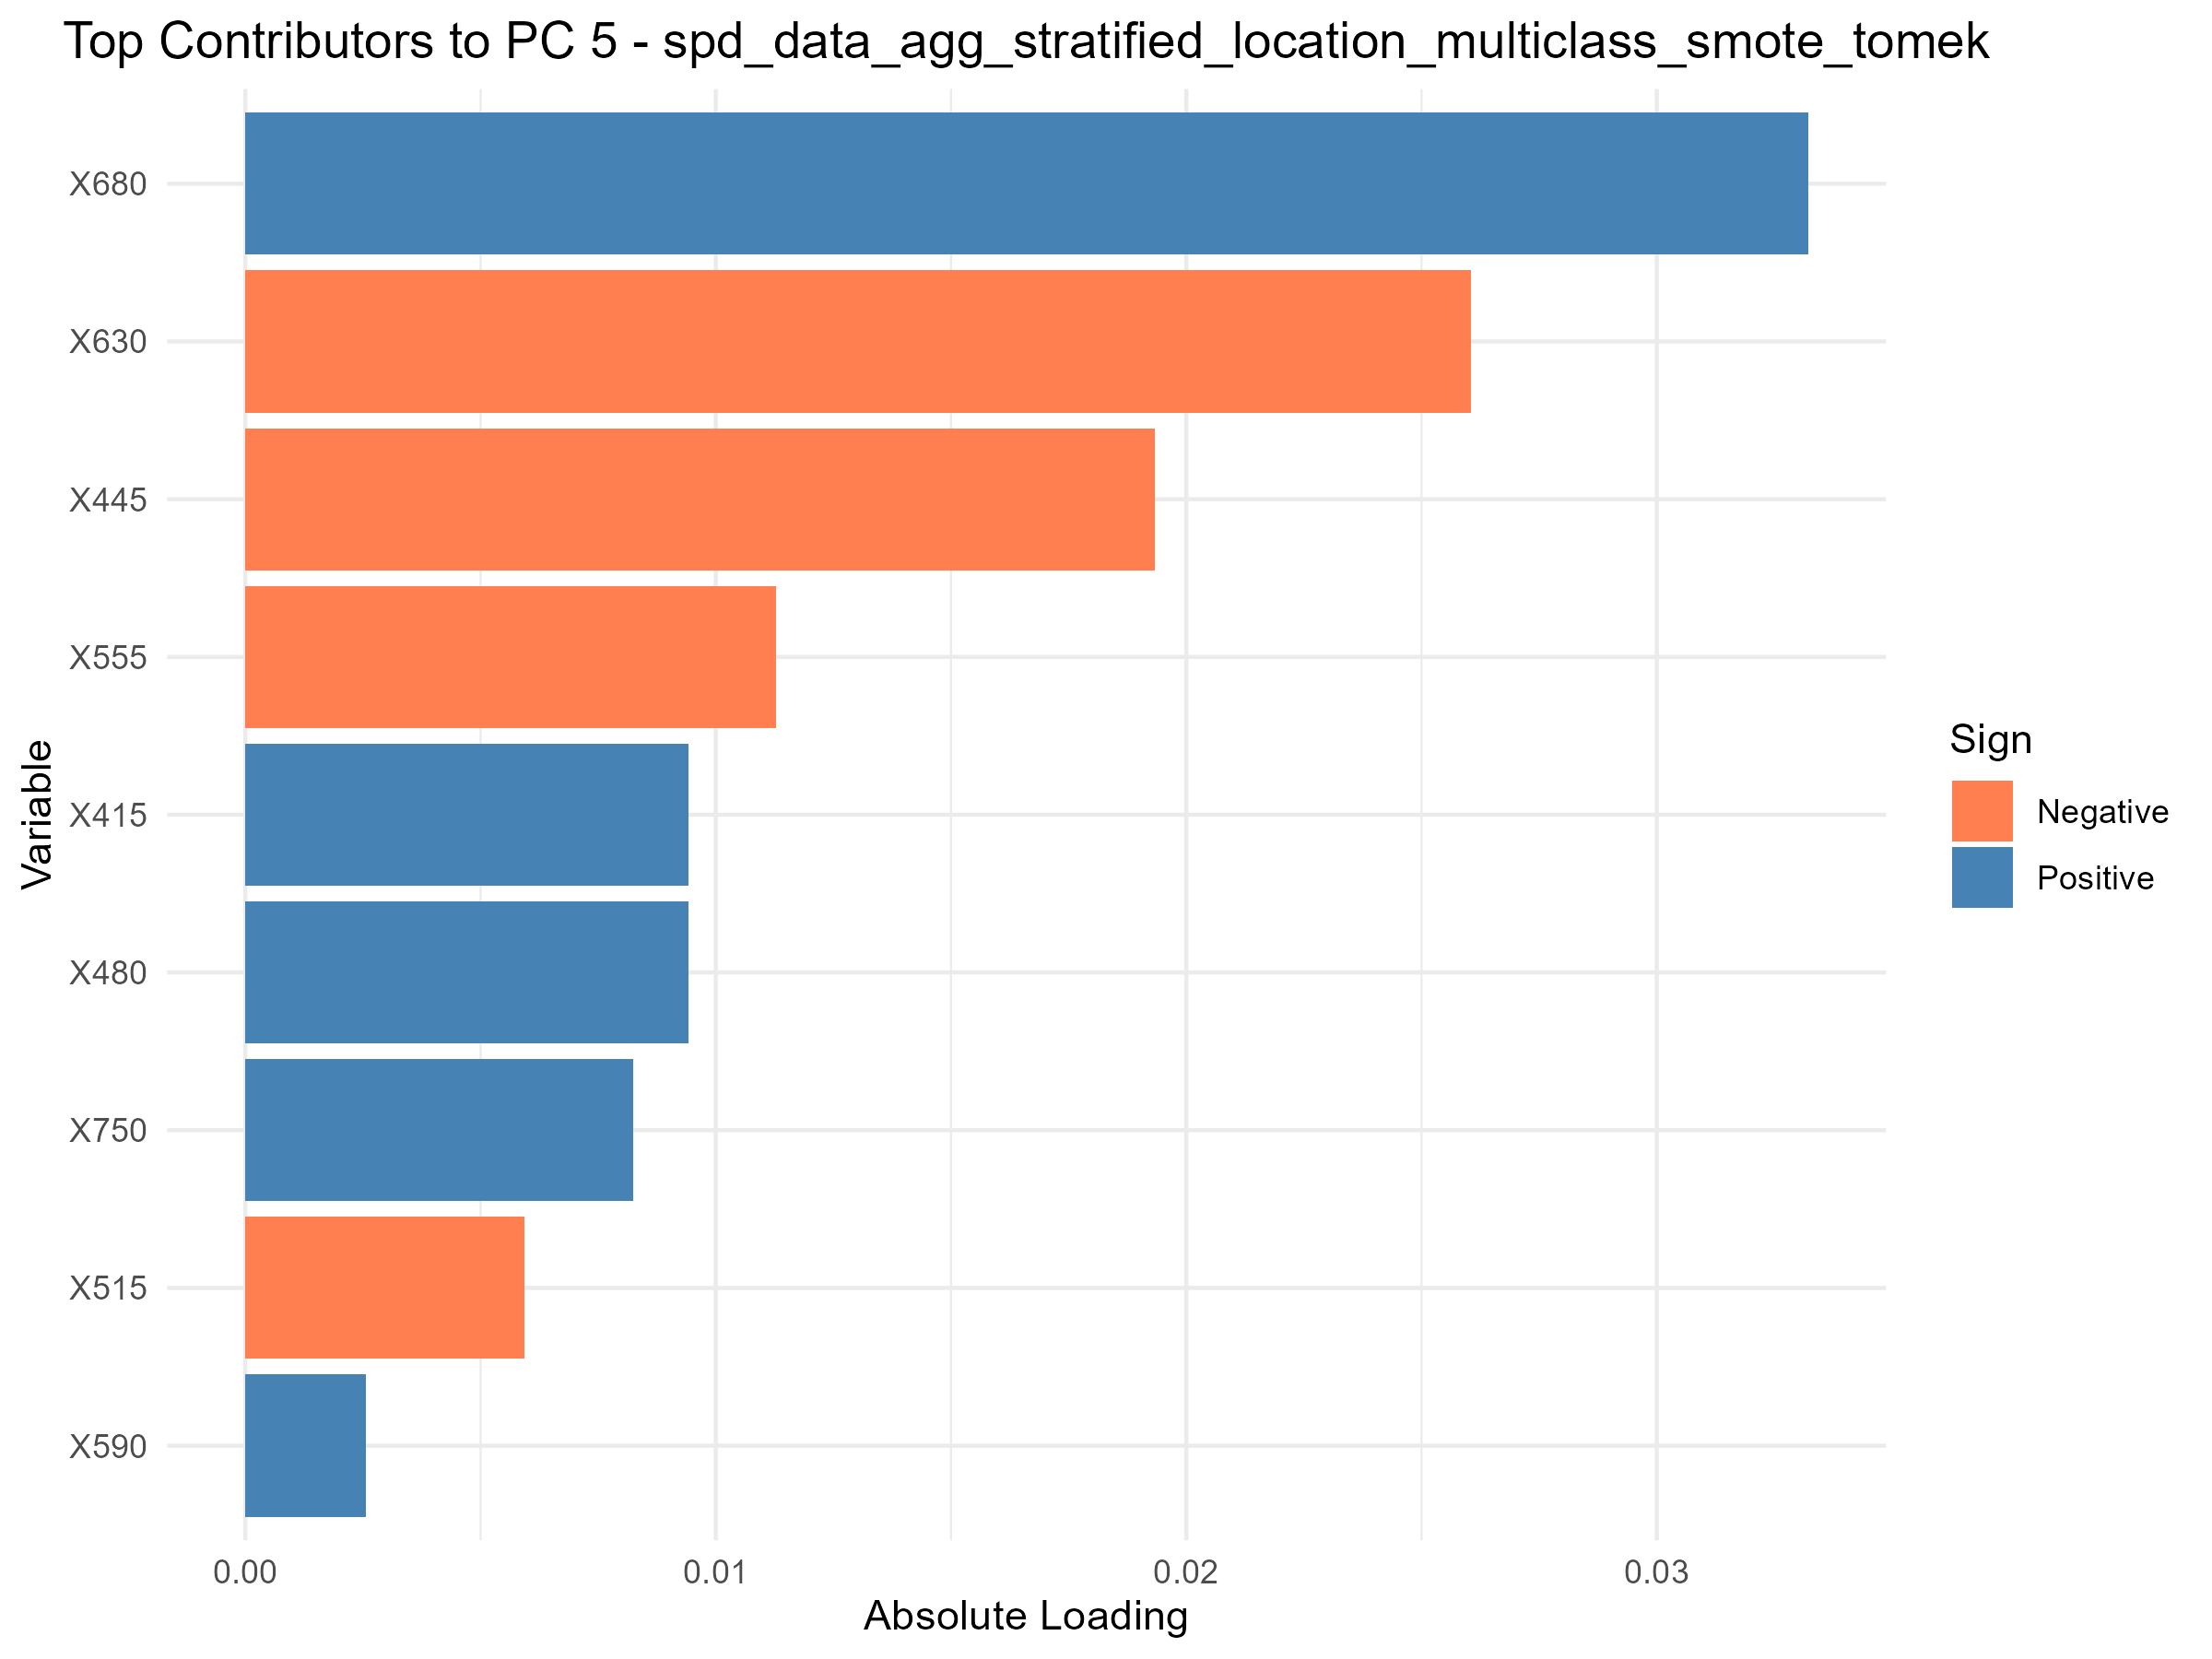 Top Contributors to PC 5 - spd_data_agg_stratified_location_multiclass_smote_tomek
X680
X630
X445
X555
X415
X480
X750
X515
X590
Variable
0.00 0.01 0.02 0.03
Absolute Loading
Sign
Negative
Positive